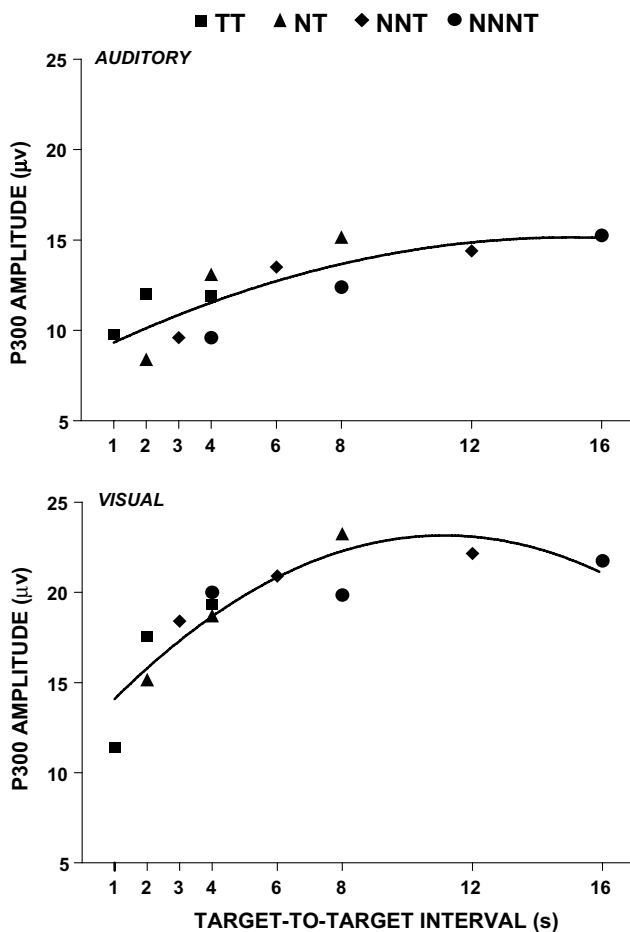 TT NT NNT NNNT
AUDITORY
25
20
15
10
5
P300 AMPLITUDE (μv)
1 2 3 4 6 8 12 16
VISUAL
25
20
15
10
5
P300 AMPLITUDE (μv)
1 2 3 4 6 8 12 16
TARGET-TO-TARGET INTERVAL (s)